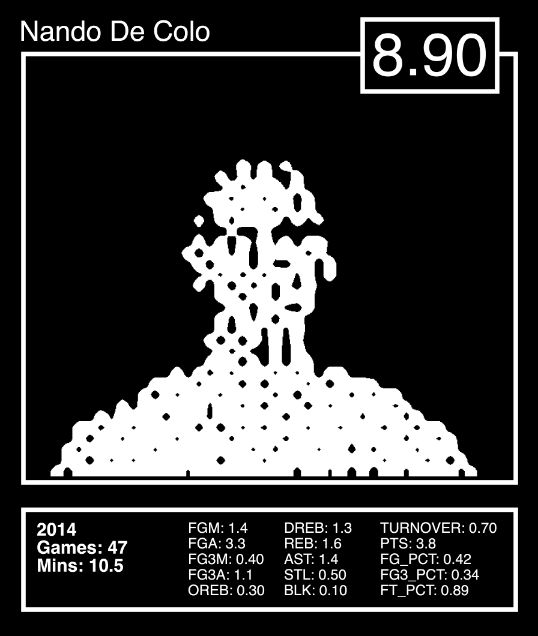 Nando De Colo
8.90
2014
Games: 47
Mins: 10.5
FGM: 1.4
FGA: 3.3
FG3M: 0.40
FG3A: 1.1
OREB: 0.30
DREB: 1.3
REB: 1.6
AST: 1.4
STL: 0.50
BLK: 0.10
TURNOVER: 0.70
PTS: 3.8
FG_PCT: 0.42
FG3_PCT: 0.34
FT_PCT: 0.89